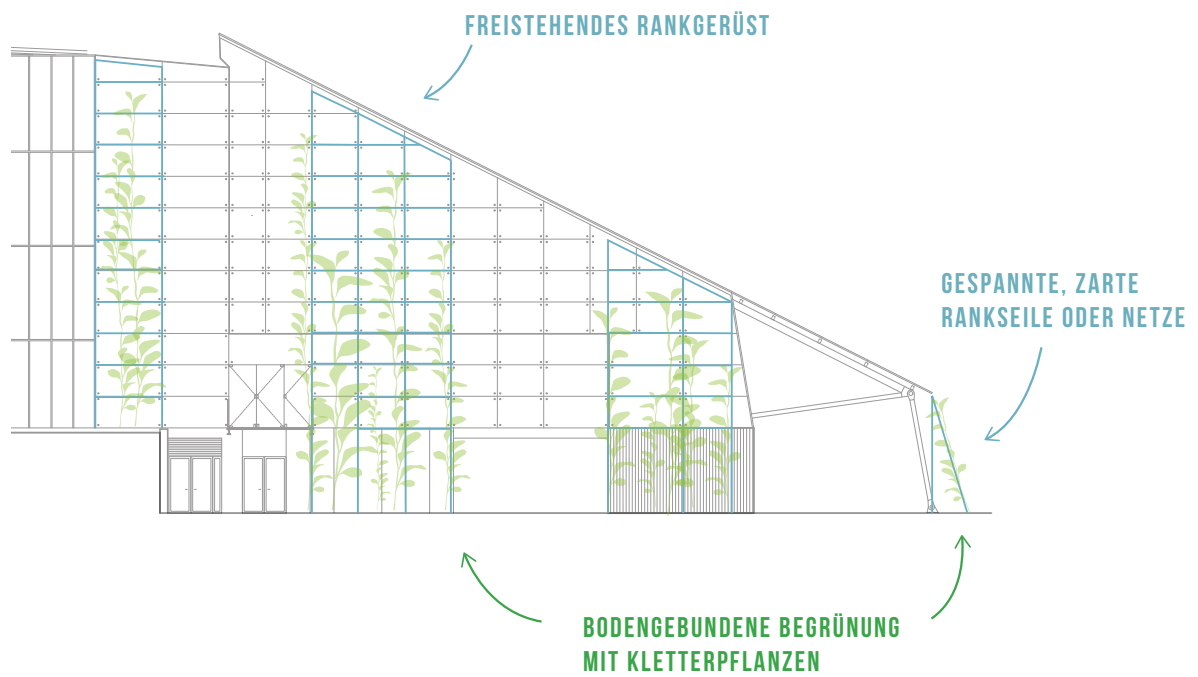 FREISTEHENDES RANKGERÜST
GESPANNTE, ZARTE
RANKSEILE ODER NETZE
BODENGEBUNDENE BEGRÜNUNG
MIT KLETTERPFLANZEN